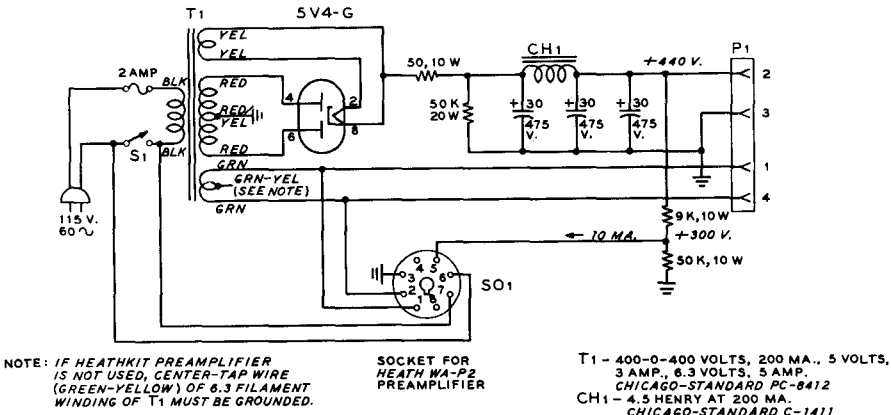 T1
5V4-G
YEL
YEL
2 AMP
BLK
RED
RED
YEL
RED
BLK
S1
4
6
2
8
GRN
GRN-YEL
(SEE NOTE)
GRN
115 V.
60∿
50, 10 W
50 K
20 W
CH1
+30
475
V.
+30
475
V.
+30
475
V.
+440 V.
P1
2
3
1
4
9 K, 10 W
+300 V.
50 K, 10 W
← 10 MA.
4
5
3
6
2
7
1
8
SO1
NOTE: IF HEATHKIT PREAMPLIFIER
IS NOT USED, CENTER-TAP WIRE
(GREEN-YELLOW) OF 6.3 FILAMENT
WINDING OF T1 MUST BE GROUNDED.
SOCKET FOR
HEATH WA-P2
PREAMPLIFIER
T1 – 400-0-400 VOLTS, 200 MA., 5 VOLTS,
3 AMP., 6.3 VOLTS, 5 AMP.
CHICAGO-STANDARD PC-8412
CH1 – 4.5 HENRY AT 200 MA.
CHICAGO-STANDARD C-1411